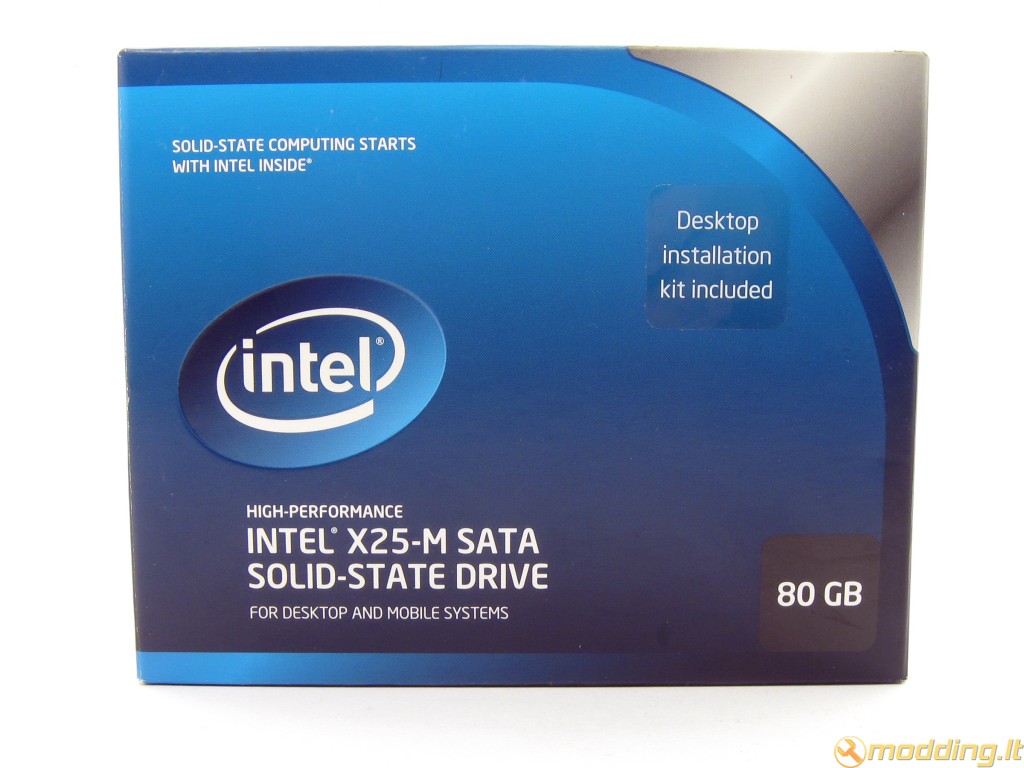 SOLID-STATE COMPUTING STARTS
WITH INTEL INSIDE®
Desktop
installation
kit included
intel®
HIGH-PERFORMANCE
INTEL® X25-M SATA
SOLID-STATE DRIVE
FOR DESKTOP AND MOBILE SYSTEMS
80 GB
modding.lt